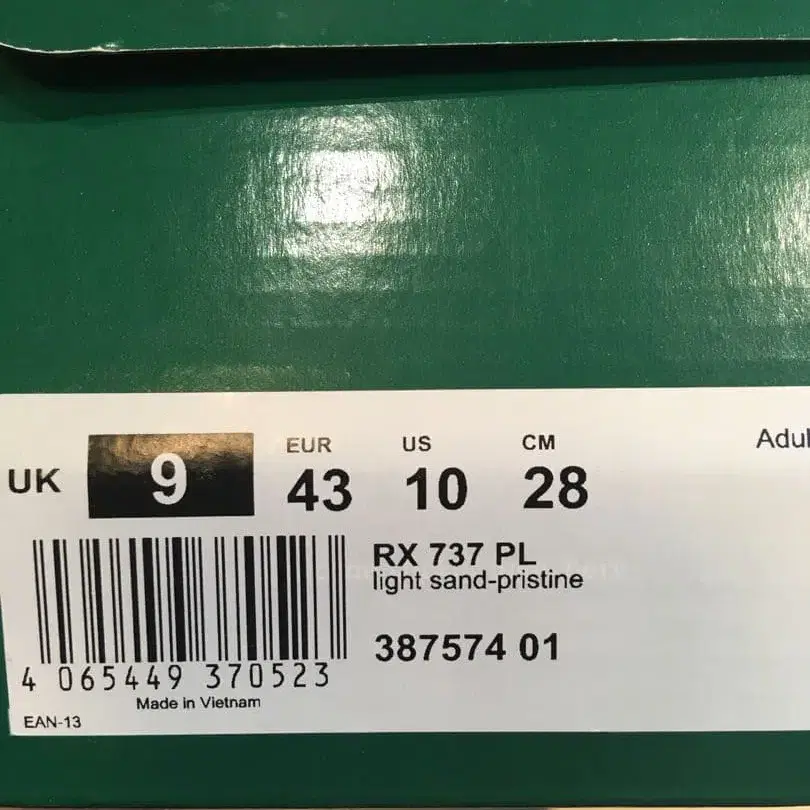 Adul
UK 9
EUR US CM
43 10 28
RX 737 PL
light sand-pristine
387574 01
4 065449 370523
Made in Vietnam
EAN-13